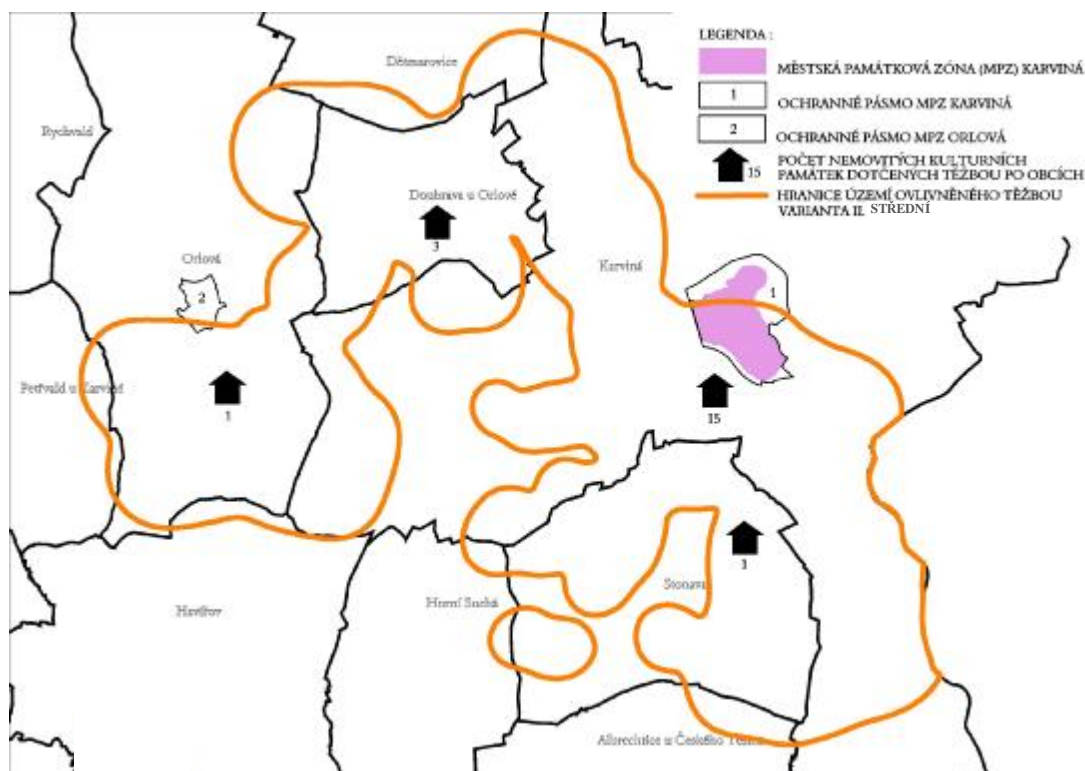 LEGENDA :
MĚSTSKÁ PAMÁTKOVÁ ZÓNA (MPZ) KARVINÁ
1 OCHRANNÉ PÁSMO MPZ KARVINÁ
2 OCHRANNÉ PÁSMO MPZ ORLOVÁ
15 POČET NEMOVITÝCH KULTURNÍCH
PAMÁTEK DOTČENÝCH TĚŽBOU PO OBCÍCH
HRANICE ÚZEMÍ OVLIVNĚNÉHO TĚŽBOU
VARIANTA II. STŘEDNÍ
Dětmarovice
Rychvald
Doubrava u Orlové
3
Orlová
2
Karviná
1
Petřvald u Karviné
1
15
Stonava
Horní Suchá
Havířov
Albrechtice u Českého Těšína